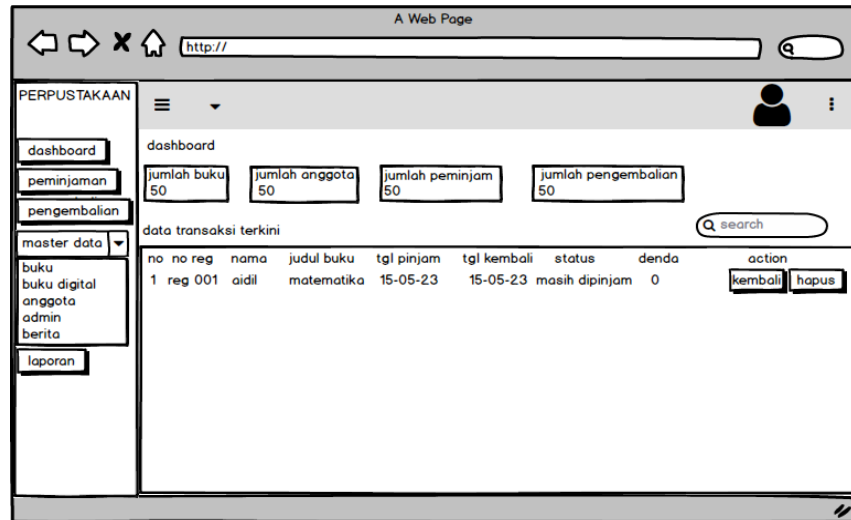 A Web Page
http://
PERPUSTAKAAN
dashboard
peminjaman
pengembalian
master data
buku
buku digital
anggota
admin
berita
laporan
dashboard
jumlah buku
50
jumlah anggota
50
jumlah peminjam
50
jumlah pengembalian
50
data transaksi terkini
search
no no reg nama judul buku tgl pinjam tgl kembali status denda action
1 reg 001 aidil matematika 15-05-23 15-05-23 masih dipinjam 0 kembali hapus